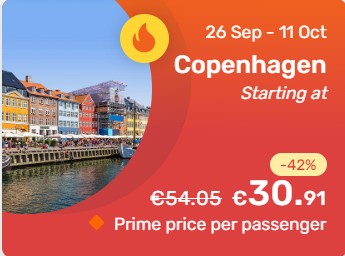 26 Sep - 11 Oct
Copenhagen
Starting at
-42%
€54.05 €30.91
Prime price per passenger